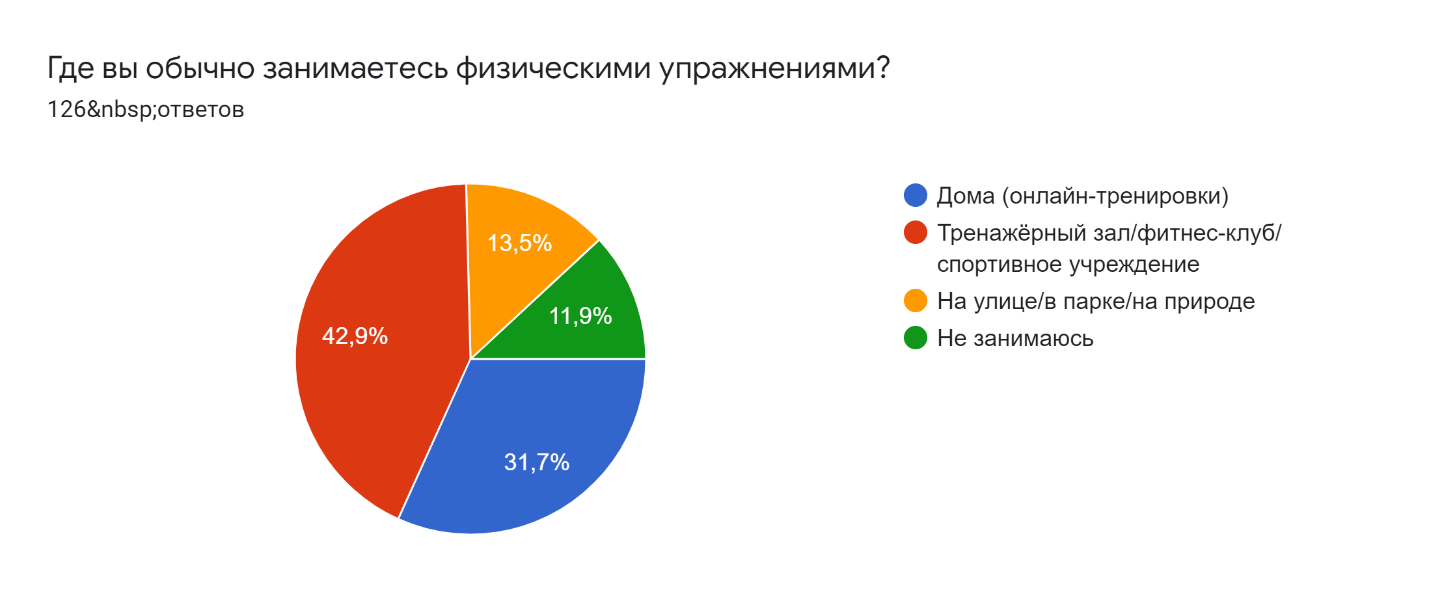 Где вы обычно занимаетесь физическими упражнениями?
126&nbsp;ответов
Дома (онлайн-тренировки)
Тренажёрный зал/фитнес-клуб/
спортивное учреждение
На улице/в парке/на природе
Не занимаюсь
13,5%
11,9%
42,9%
31,7%